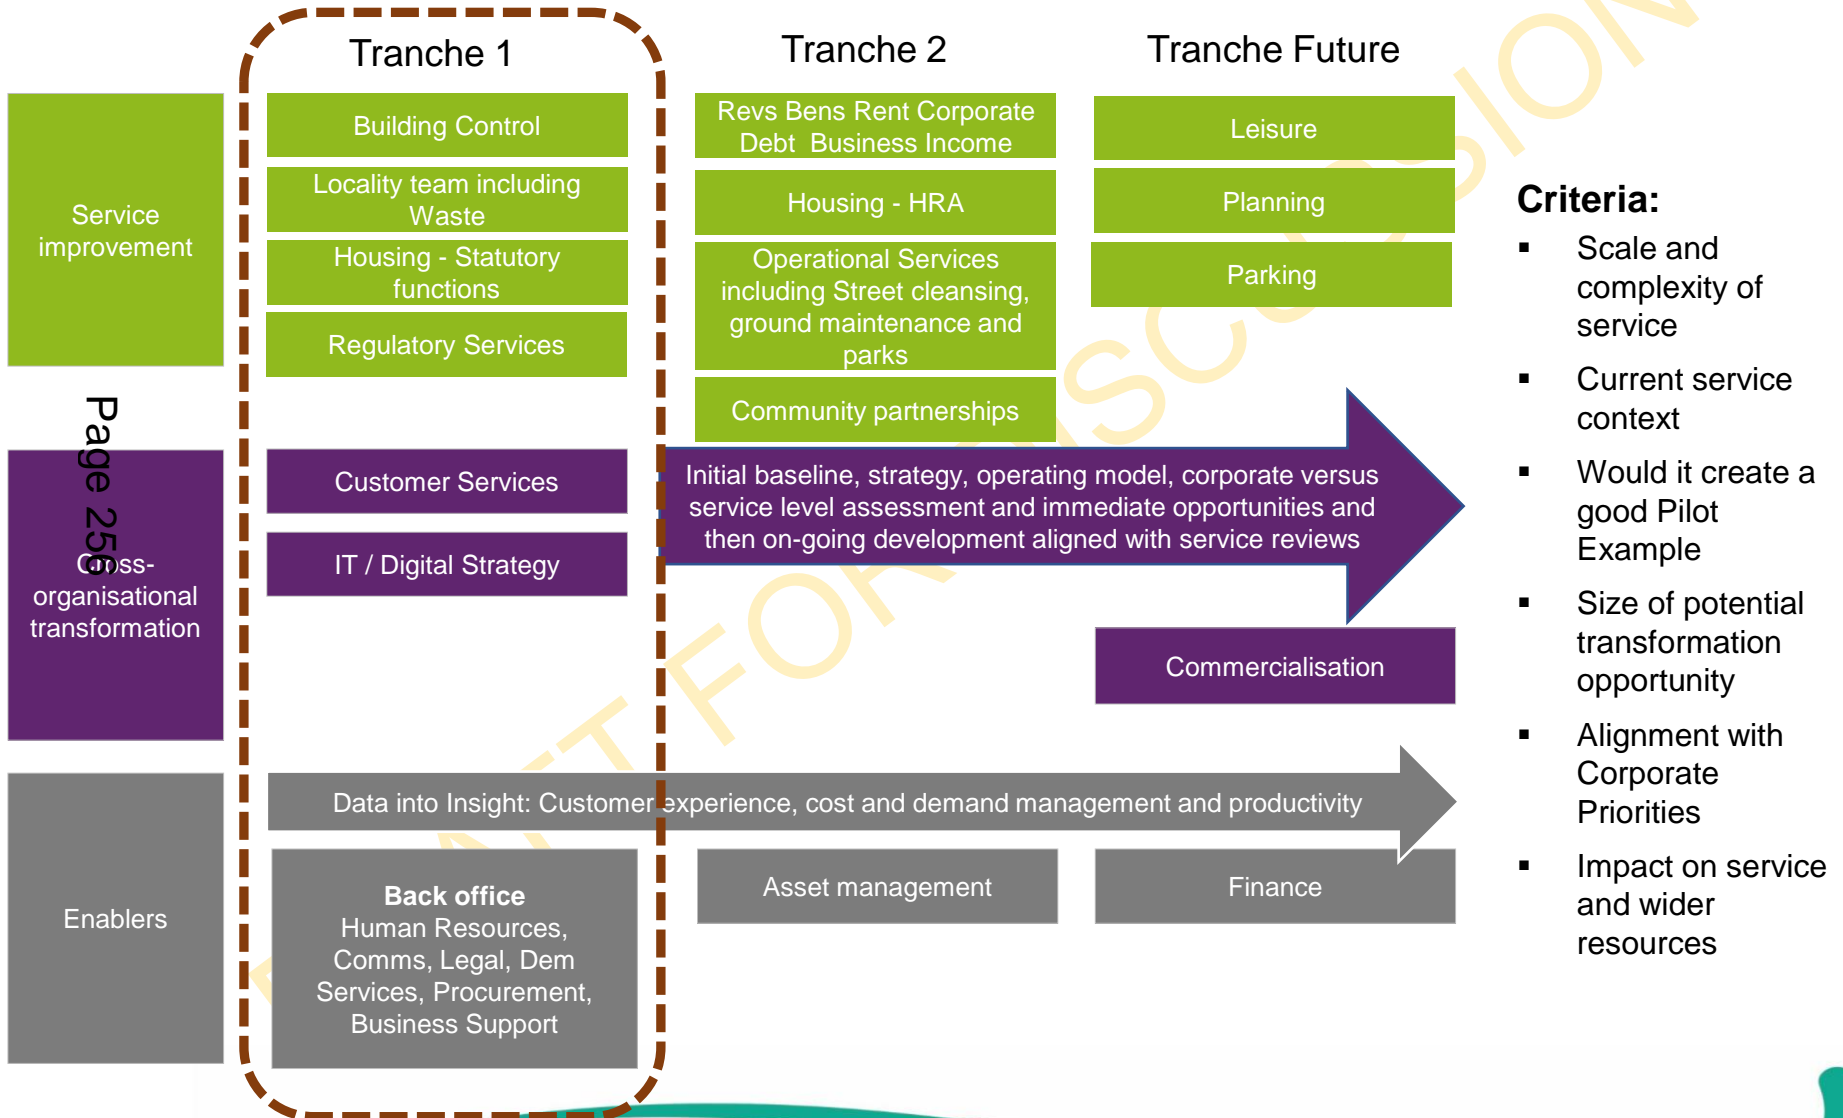 Tranche 1
Tranche 2
Tranche Future
Service
improvement
Building Control
Locality team including
Waste
Housing - Statutory
functions
Regulatory Services
Revs Bens Rent Corporate
Debt  Business Income
Housing - HRA
Operational Services
including Street cleansing,
ground maintenance and
parks
Community partnerships
Leisure
Planning
Parking
Page 256
Cross-
organisational
transformation
Customer Services
IT / Digital Strategy
Initial baseline, strategy, operating model, corporate versus
service level assessment and immediate opportunities and
then on-going development aligned with service reviews
Commercialisation
Enablers
Data into Insight: Customer experience, cost and demand management and productivity
Back office
Human Resources,
Comms, Legal, Dem
Services, Procurement,
Business Support
Asset management
Finance
Criteria:
▪ Scale and
complexity of
service
▪ Current service
context
▪ Would it create a
good Pilot
Example
▪ Size of potential
transformation
opportunity
▪ Alignment with
Corporate
Priorities
▪ Impact on service
and wider
resources
DRAFT FOR DISCUSSION